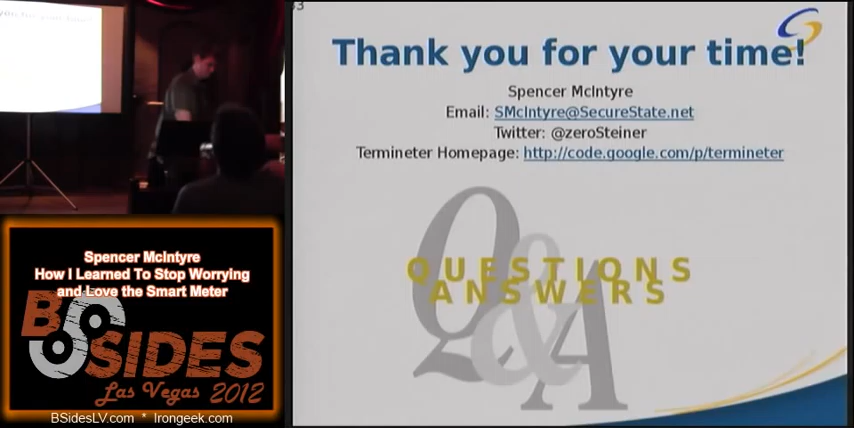 33
Thank you for your time!
Spencer McIntyre
Email: SMcIntyre@SecureState.net
Twitter: @zeroSteiner
Termineter Homepage: http://code.google.com/p/termineter
Q&A
QUESTIONS
ANSWERS
Spencer McIntyre
How I Learned To Stop Worrying
and Love the Smart Meter
BSIDES
Las Vegas 2012
BSidesLV.com * Irongeek.com